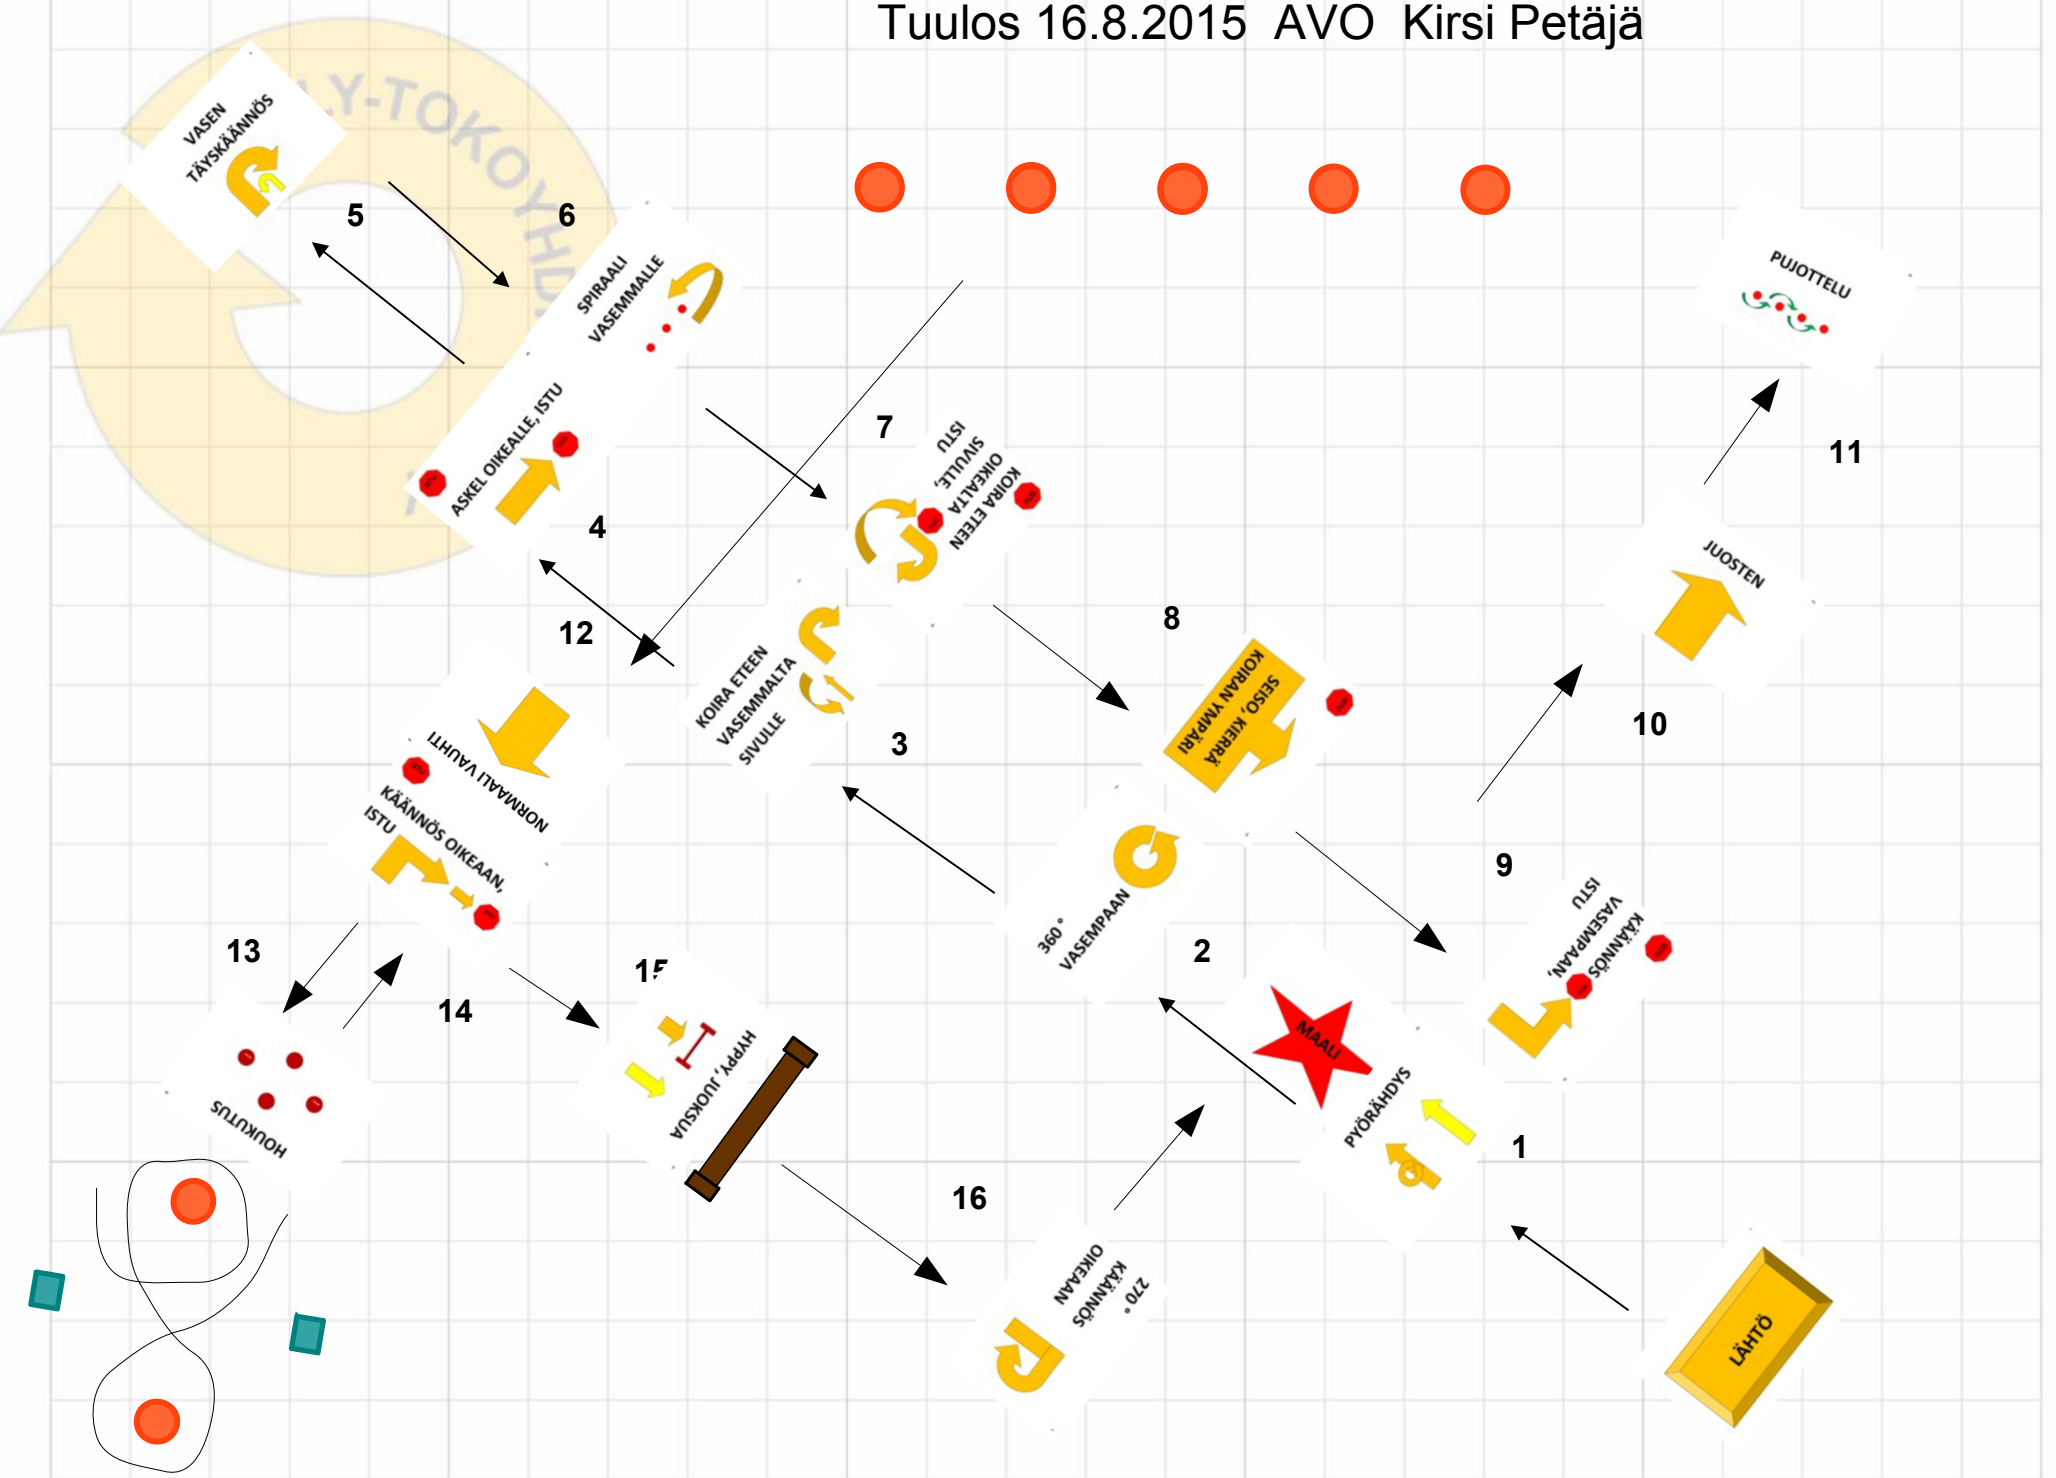 Tuulos 16.8.2015 AVO Kirsi Petäjä
LY-TOKOYHD
VASEN
TÄYSKÄÄNNÖS
5
6
SPIRAALI
VASEMMALLE
ASKEL OIKEALLE, ISTU
4
7
KOIRA ETEEN
OIKEALTA
SIVULLE,
ISTU
PUJOTTELU
11
JUOSTEN
10
12
KOIRA ETEEN
VASEMMALTA
SIVULLE
3
8
SEISO, KIERRÄ
KOIRAN YMPÄRI
NORMAALI VAUHTI
KÄÄNNÖS OIKEAAN,
ISTU
9
KÄÄNNÖS
VASEMPAAN,
ISTU
360°
VASEMPAAN
2
13
14
15
HOUKUTUS
HYPPY, JUOKSUA
MAALI
PYÖRÄHDYS
1
16
270°
KÄÄNNÖS
OIKEAAN
LÄHTÖ